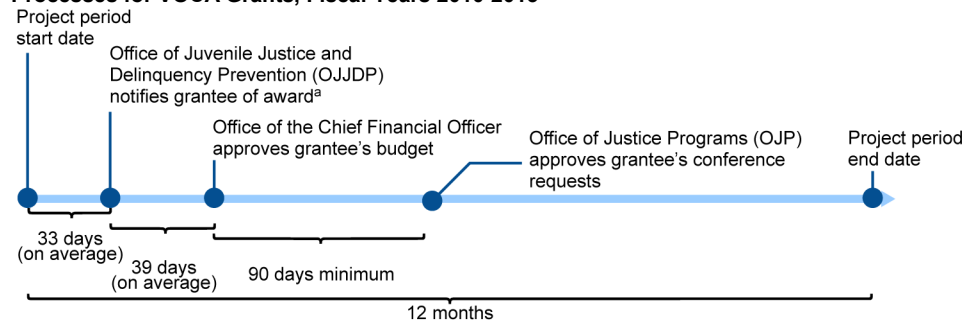 Project period
start date
Office of Juvenile Justice and
Delinquency Prevention (OJJDP)
notifies grantee of awardª
Office of the Chief Financial Officer
approves grantee's budget
Office of Justice Programs (OJP)
approves grantee's conference
requests
Project period
end date
33 days
(on average)
39 days
(on average)
90 days minimum
12 months